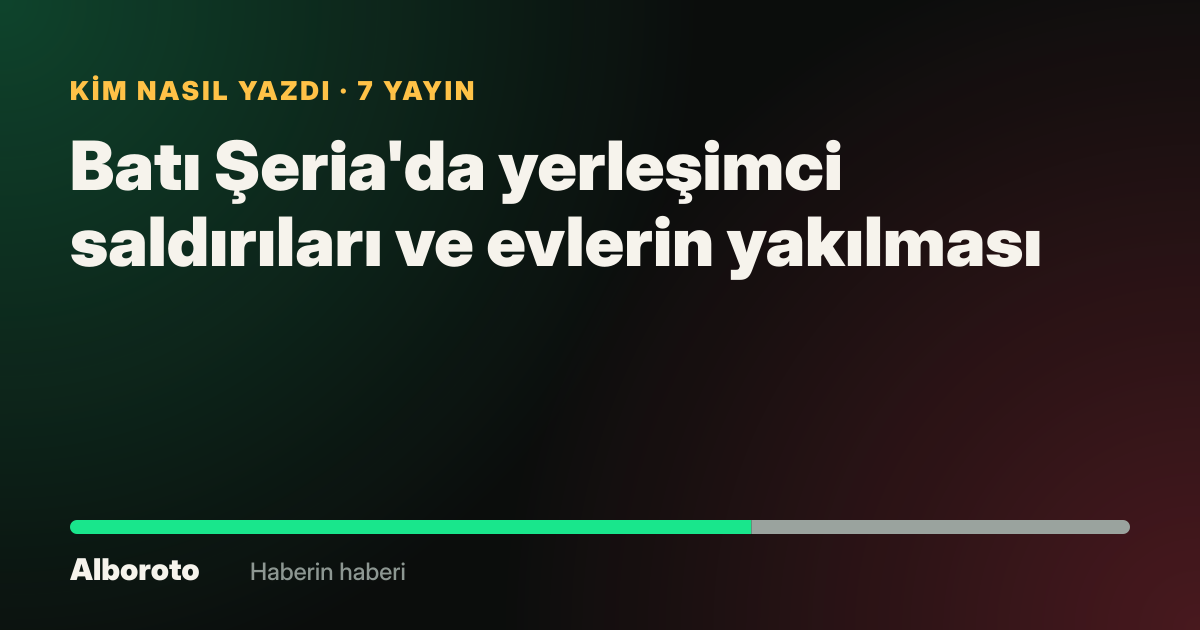 KİM NASIL YAZDI · 7 YAYIN
Batı Şeria'da yerleşimci
saldırıları ve evlerin yakılması
Alboroto
Haberin haberi